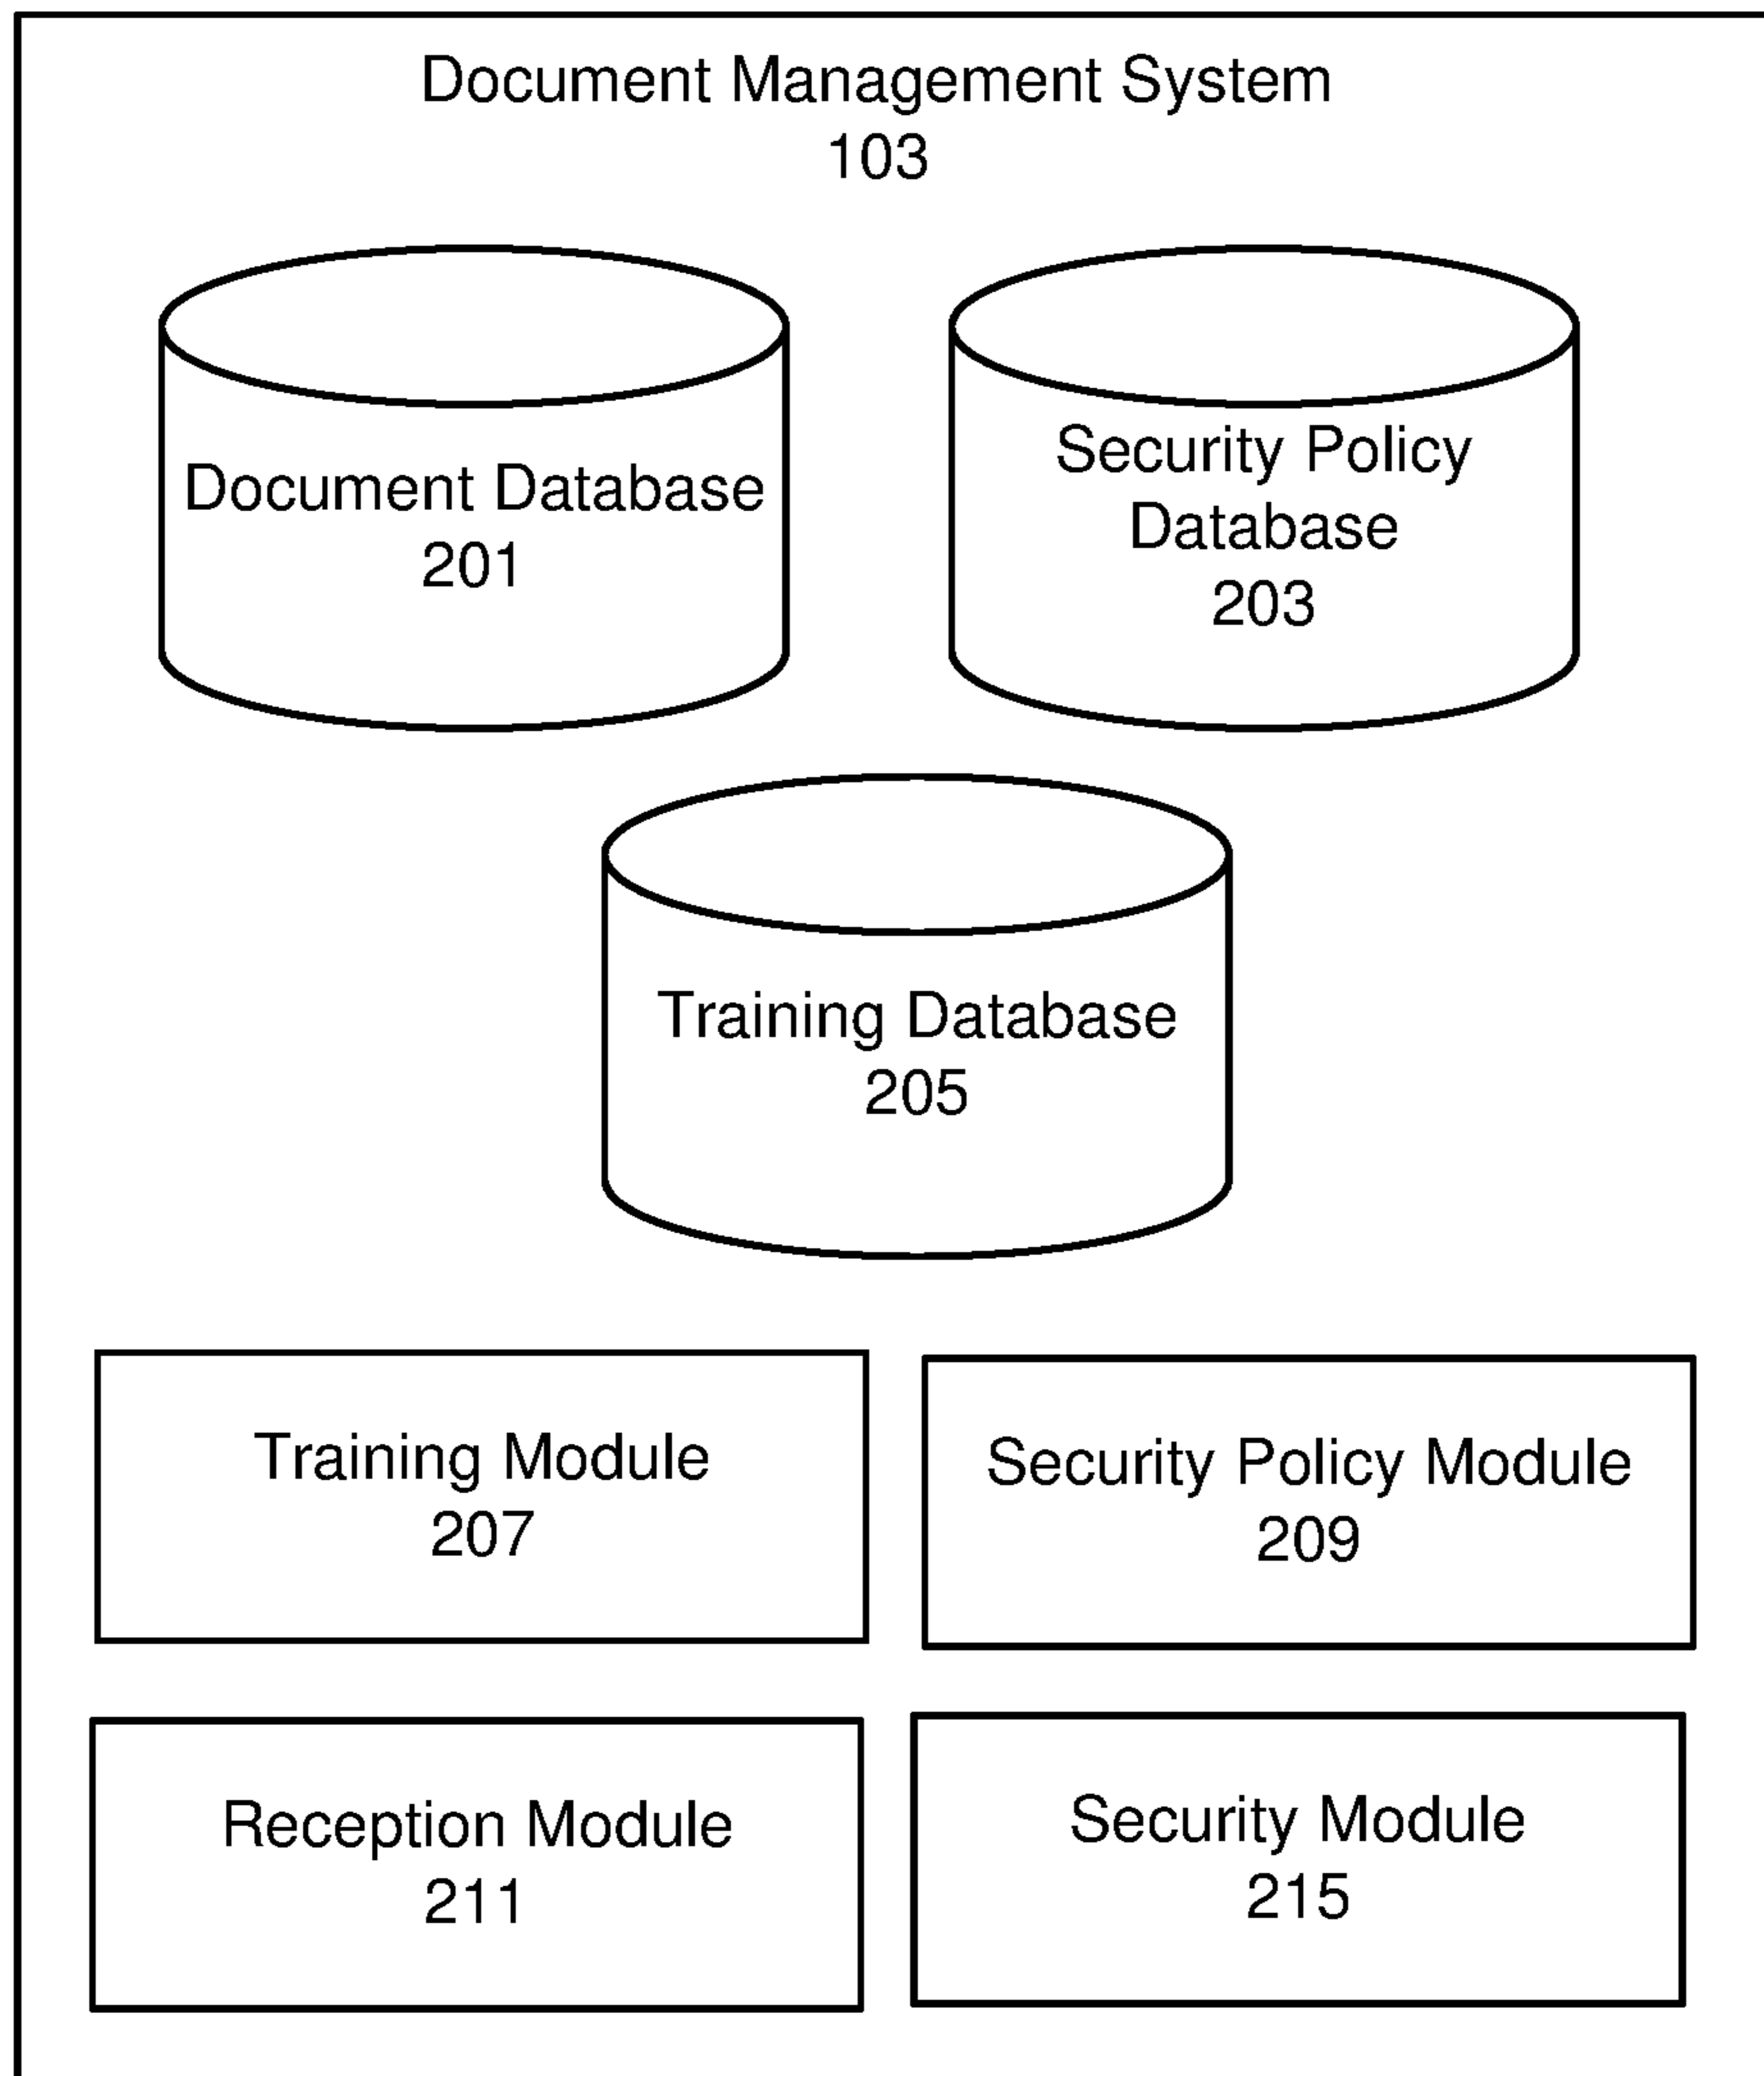 Document Management System
103
Document Database
201
Security Policy
Database
203
Training Database
205
Training Module
207
Security Policy Module
209
Reception Module
211
Security Module
215